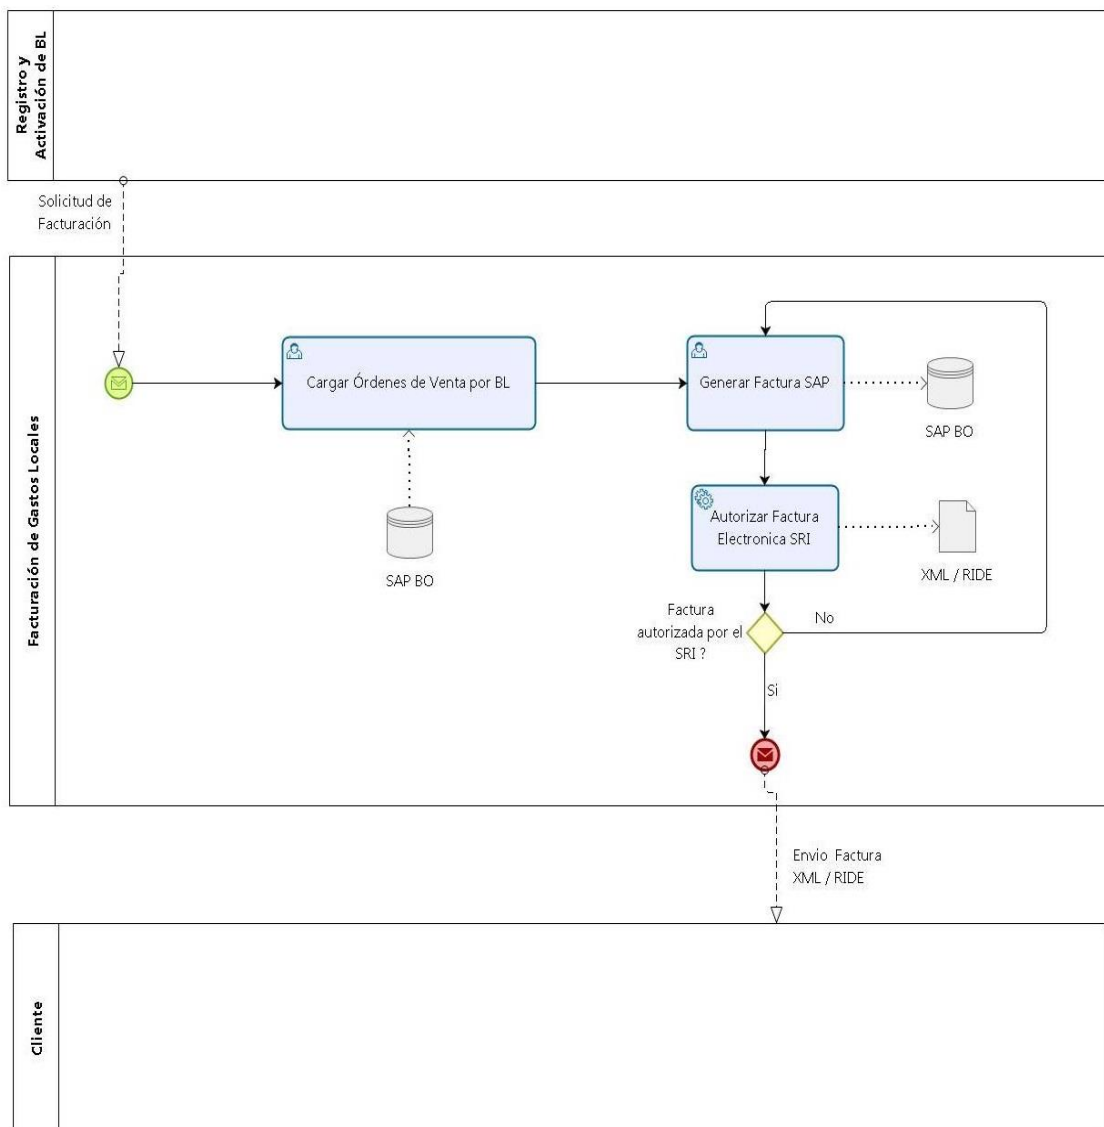 Registro y
Activación de BL
Solicitud de
Facturación
Facturación de Gastos Locales
Cargar Órdenes de Venta por BL
Generar Factura SAP
SAP BO
SAP BO
Autorizar Factura
Electronica SRI
XML / RIDE
Factura
autorizada por el
SRI ?
No
Si
Envio Factura
XML / RIDE
Cliente